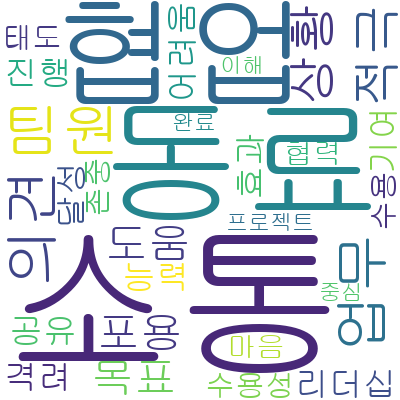 태도
협업
어려움
이해
상황
적극
진행
팀원
동료
완료
협력
효과
기여
의견
달성
존중
수용
도움
프로젝트
소통
능력
업무
중심
공유
포용
마음
격려
목표
수용성
리더십